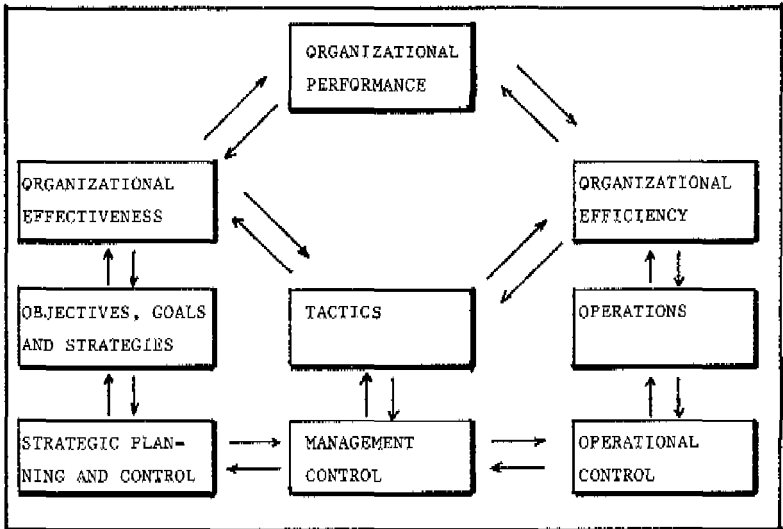 ORGANIZATIONAL
PERFORMANCE
ORGANIZATIONAL
EFFECTIVENESS
ORGANIZATIONAL
EFFICIENCY
OBJECTIVES, GOALS
AND STRATEGIES
TACTICS
OPERATIONS
STRATEGIC PLAN-
NING AND CONTROL
MANAGEMENT
CONTROL
OPERATIONAL
CONTROL